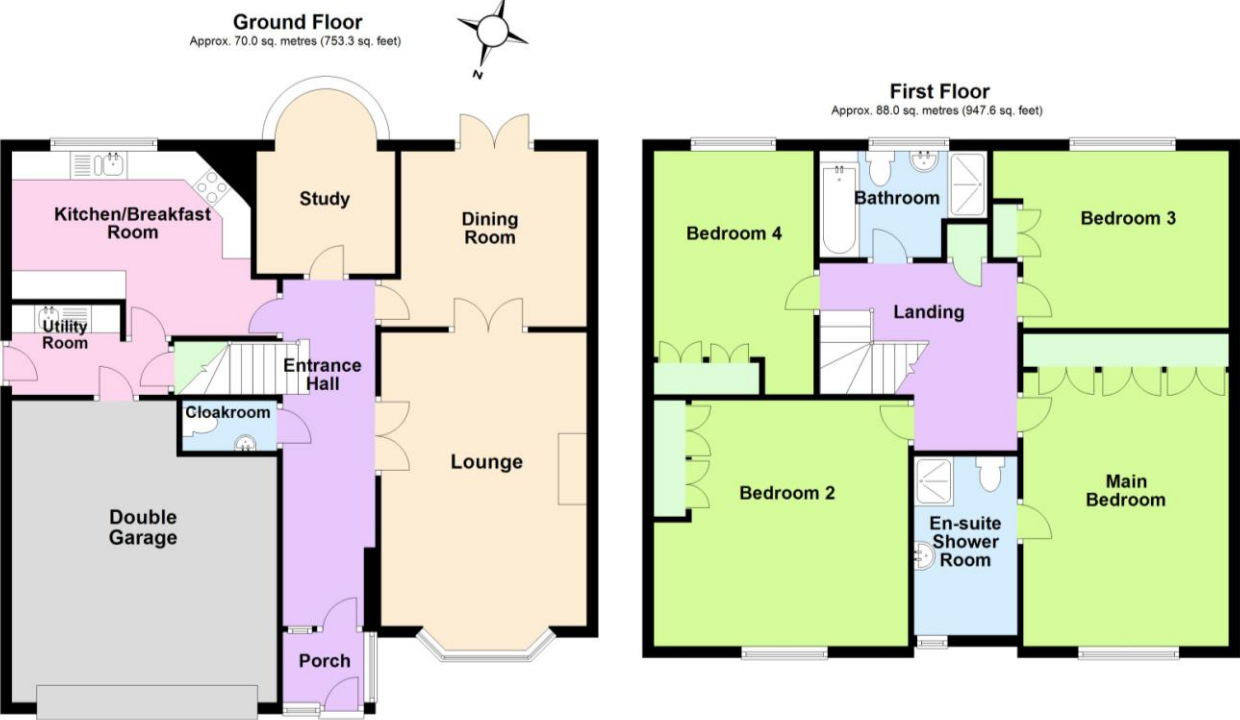 Ground Floor
Approx. 70.0 sq. metres (753.3 sq. feet)
N
Study
Kitchen/Breakfast
Room
Dining
Room
Utility
Room
Entrance
Hall
Cloakroom
Lounge
Double
Garage
Porch
First Floor
Approx. 88.0 sq. metres (947.6 sq. feet)
Bathroom
Bedroom 3
Bedroom 4
Landing
Bedroom 2
Main
Bedroom
En-suite
Shower
Room